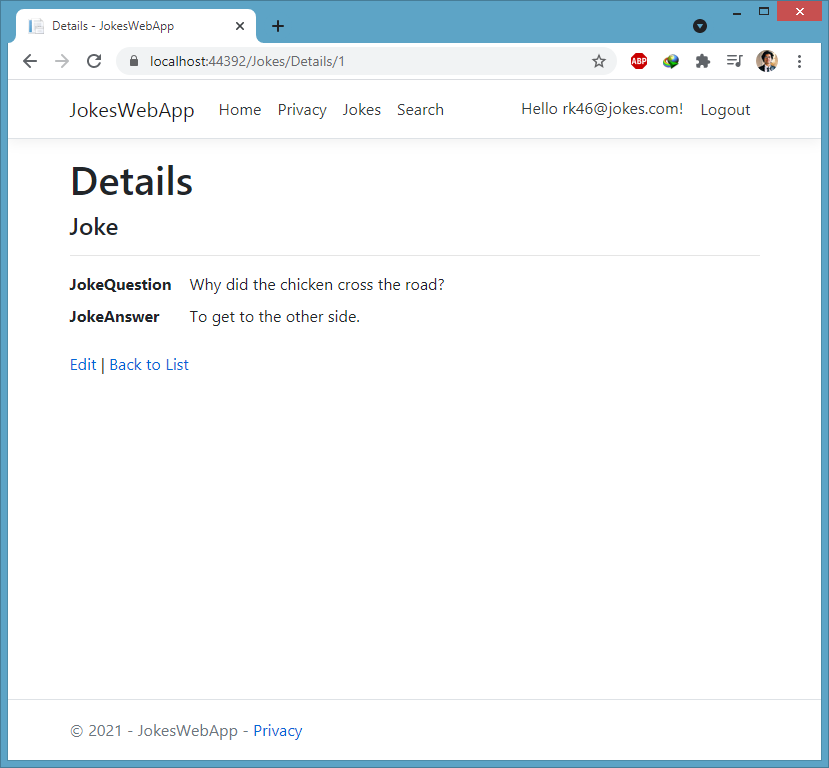 Details - JokesWebApp
localhost:44392/Jokes/Details/1
ABP
JokesWebApp Home Privacy Jokes Search Hello rk46@jokes.com! Logout
Details
Joke
JokeQuestion Why did the chicken cross the road?
JokeAnswer To get to the other side.
Edit | Back to List
© 2021 - JokesWebApp - Privacy